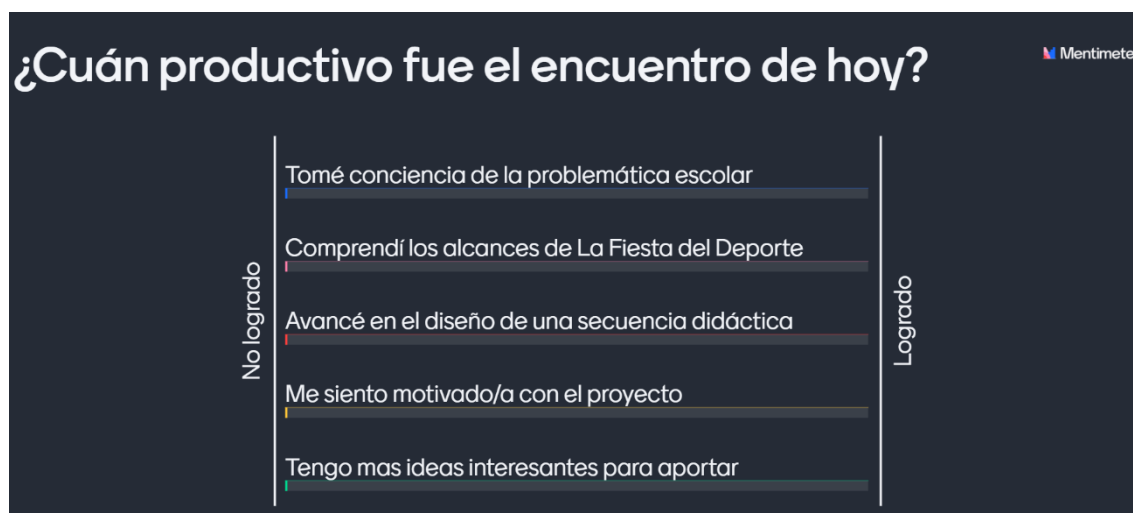 ¿Cuán productivo fue el encuentro de hoy?
Mentimete
Tomé conciencia de la problemática escolar
Comprendí los alcances de La Fiesta del Deporte
Avancé en el diseño de una secuencia didáctica
Me siento motivado/a con el proyecto
Tengo mas ideas interesantes para aportar
No logrado
Logrado